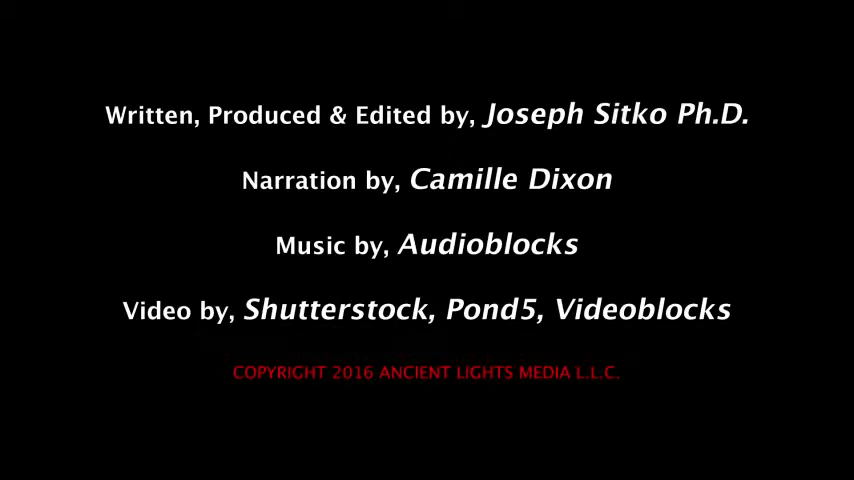 Written, Produced & Edited by, Joseph Sitko Ph.D.
Narration by, Camille Dixon
Music by, Audioblocks
Video by, Shutterstock, Pond5, Videoblocks
COPYRIGHT 2016 ANCIENT LIGHTS MEDIA L.L.C.